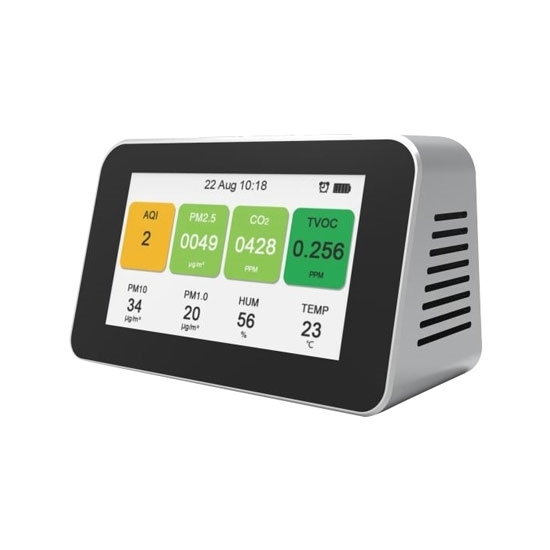 22 Aug 10:18
AQI
2
PM2.5
0049
µg/m³
CO₂
0428
PPM
TVOC
0.256
PPM
PM10
34
µg/m³
PM1.0
20
µg/m³
HUM
56
%
TEMP
23
℃